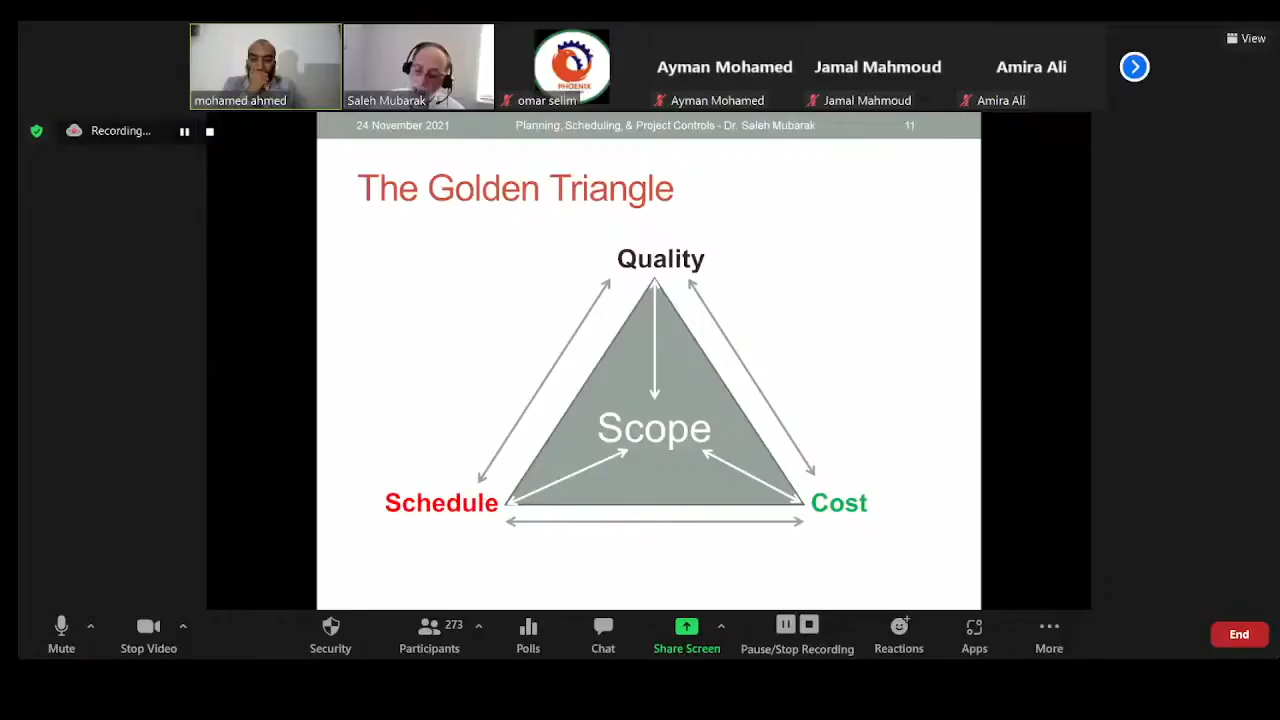 View
Ayman Mohamed
Jamal Mahmoud
Amira Ali
PHOENIX
mohamed ahmed
Saleh Mubarak
omar selim
Ayman Mohamed
Jamal Mahmoud
Amira Ali
Recording...
24 November 2021
Planning, Scheduling, & Project Controls - Dr. Saleh Mubarak
11
The Golden Triangle
Quality
Scope
Schedule
Cost
Mute
Stop Video
Security
273
Participants
Polls
Chat
Share Screen
Pause/Stop Recording
Reactions
Apps
More
End